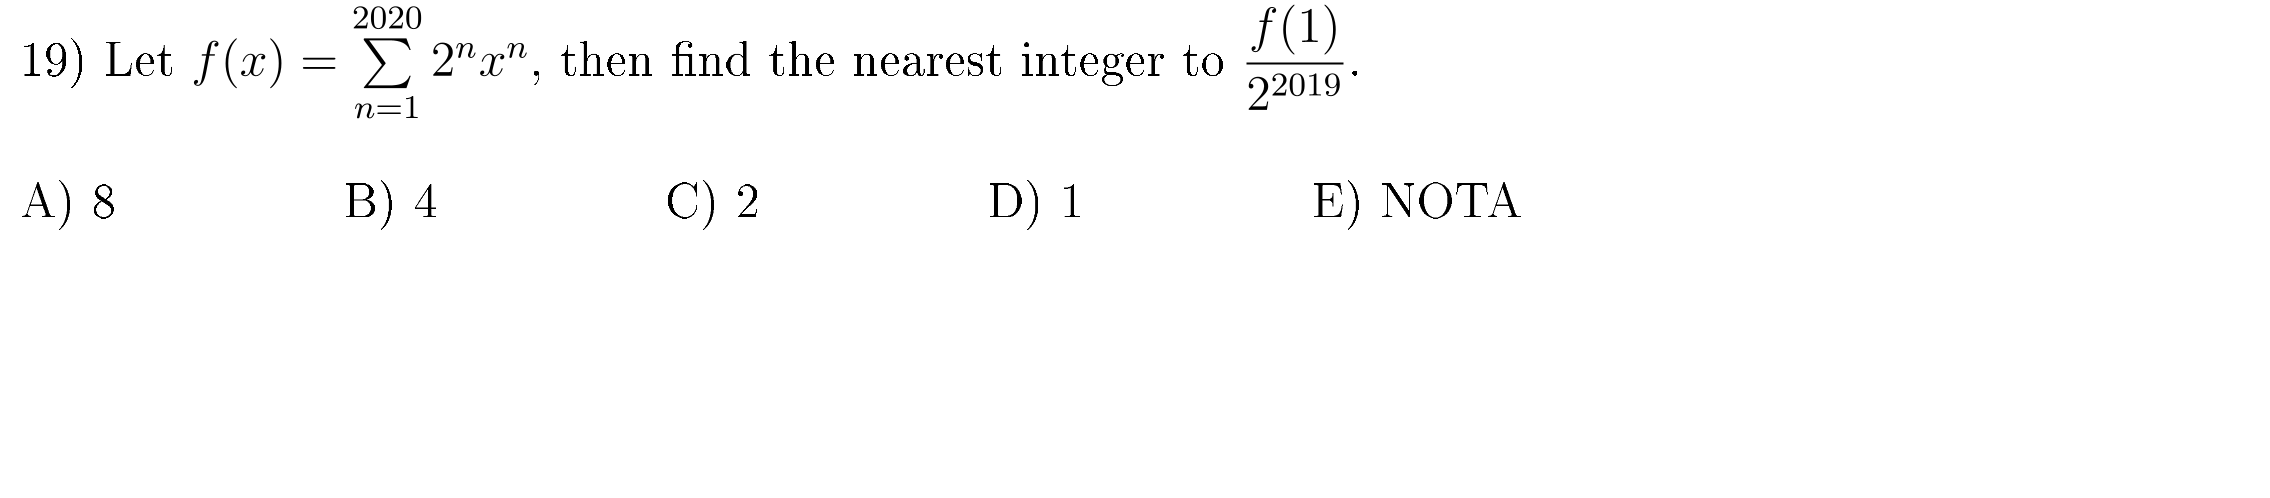 19) Let $f(x) = \sum_{n=1}^{2020} 2^n x^n$, then find the nearest integer to $\frac{f(1)}{2^{2019}}$.
A) 8 B) 4 C) 2 D) 1 E) NOTA